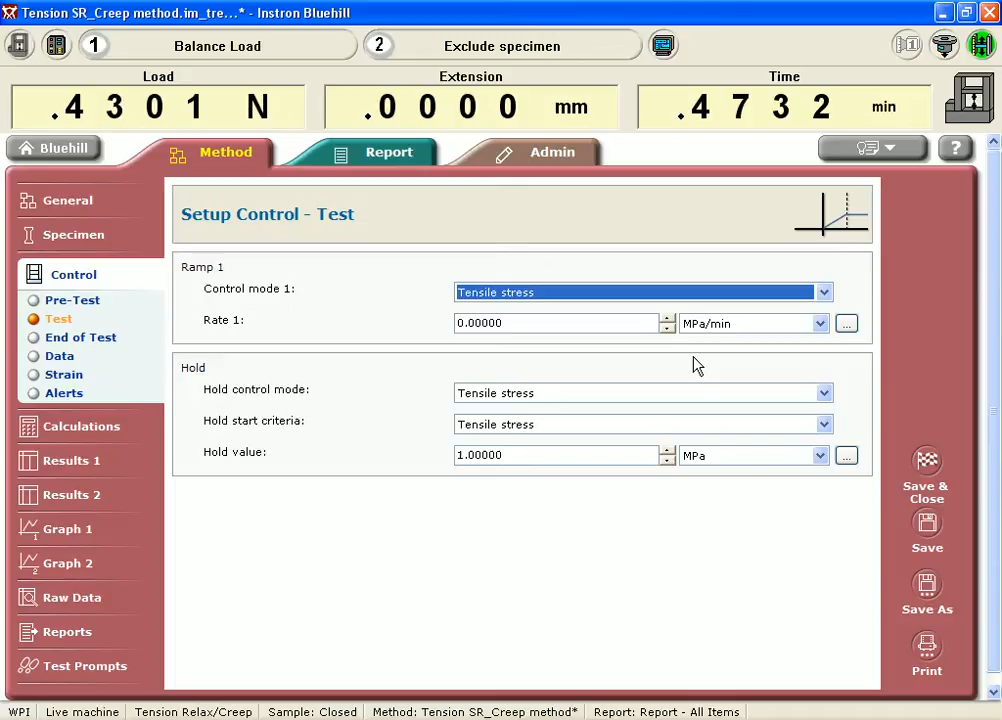 Tension SR_Creep method.im_tre...* - Instron Bluehill
1 Balance Load 2 Exclude specimen
Load Extension Time
.4301 N .0000 mm .4732 min
Bluehill Method Report Admin ?
General
Specimen
Control
Pre-Test
Test
End of Test
Data
Strain
Alerts
Calculations
Results 1
Results 2
Graph 1
Graph 2
Raw Data
Reports
Test Prompts
Setup Control - Test
Ramp 1
Control mode 1: Tensile stress
Rate 1: 0.00000 MPa/min ...
Hold
Hold control mode: Tensile stress
Hold start criteria: Tensile stress
Hold value: 1.00000 MPa ...
Save &
Close
Save
Save As
Print
WPI Live machine Tension Relax/Creep Sample: Closed Method: Tension SR_Creep method* Report: Report - All Items